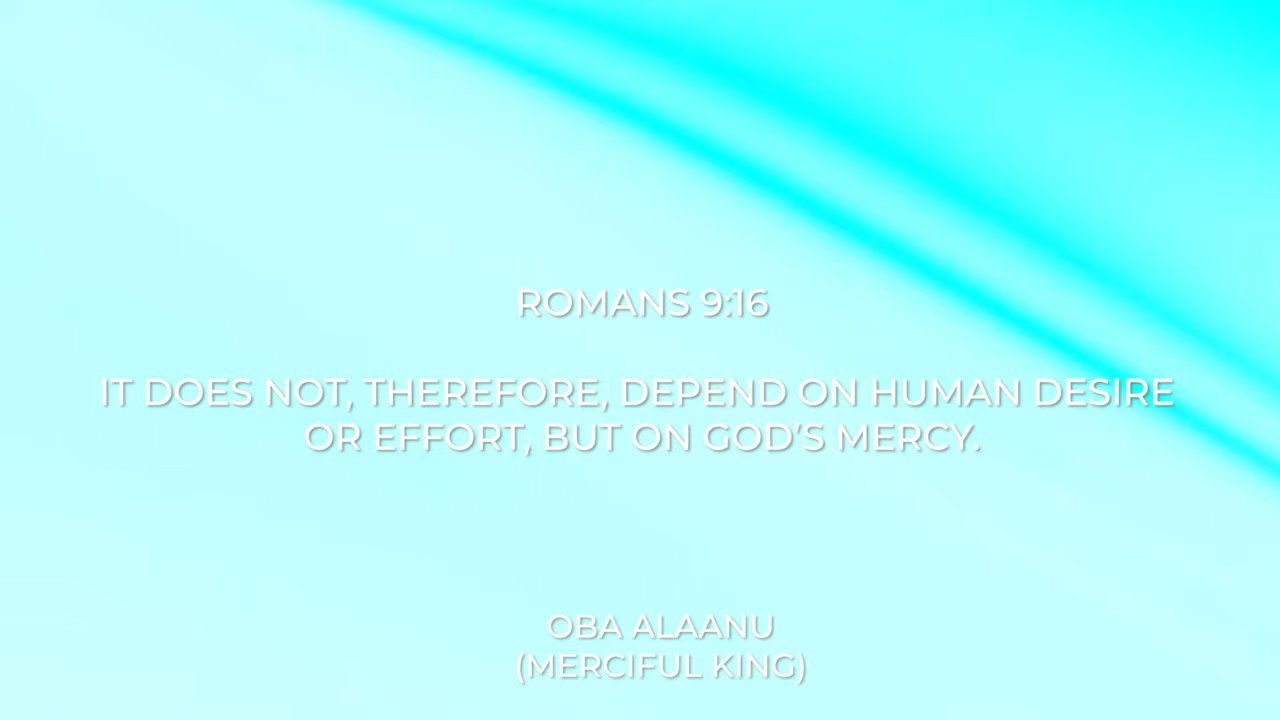 ROMANS 9:16
IT DOES NOT, THEREFORE, DEPEND ON HUMAN DESIRE
OR EFFORT, BUT ON GOD’S MERCY.
OBA ALAANU
(MERCIFUL KING)